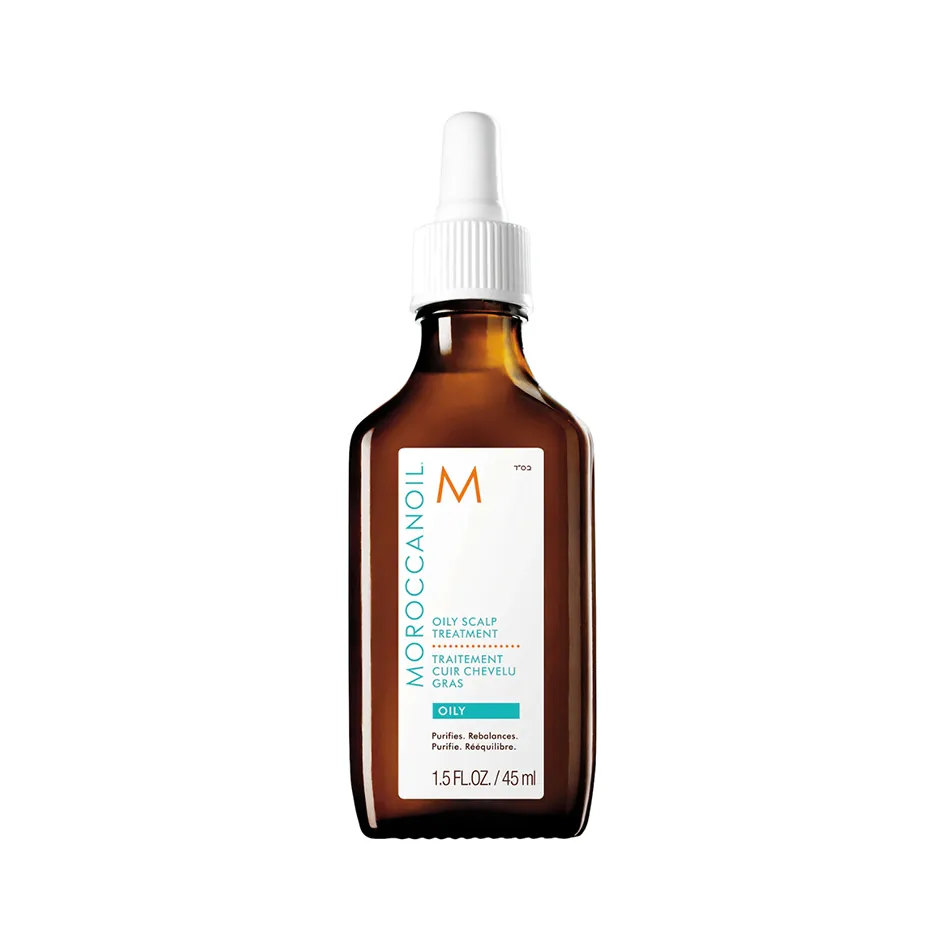 MOROCCANOIL.
M
בס"ד
OILY SCALP
TREATMENT
TRAITEMENT
CUIR CHEVELU
GRAS
OILY
Purifies. Rebalances.
Purifie. Rééquilibre.
1.5 FL.OZ. / 45 ml